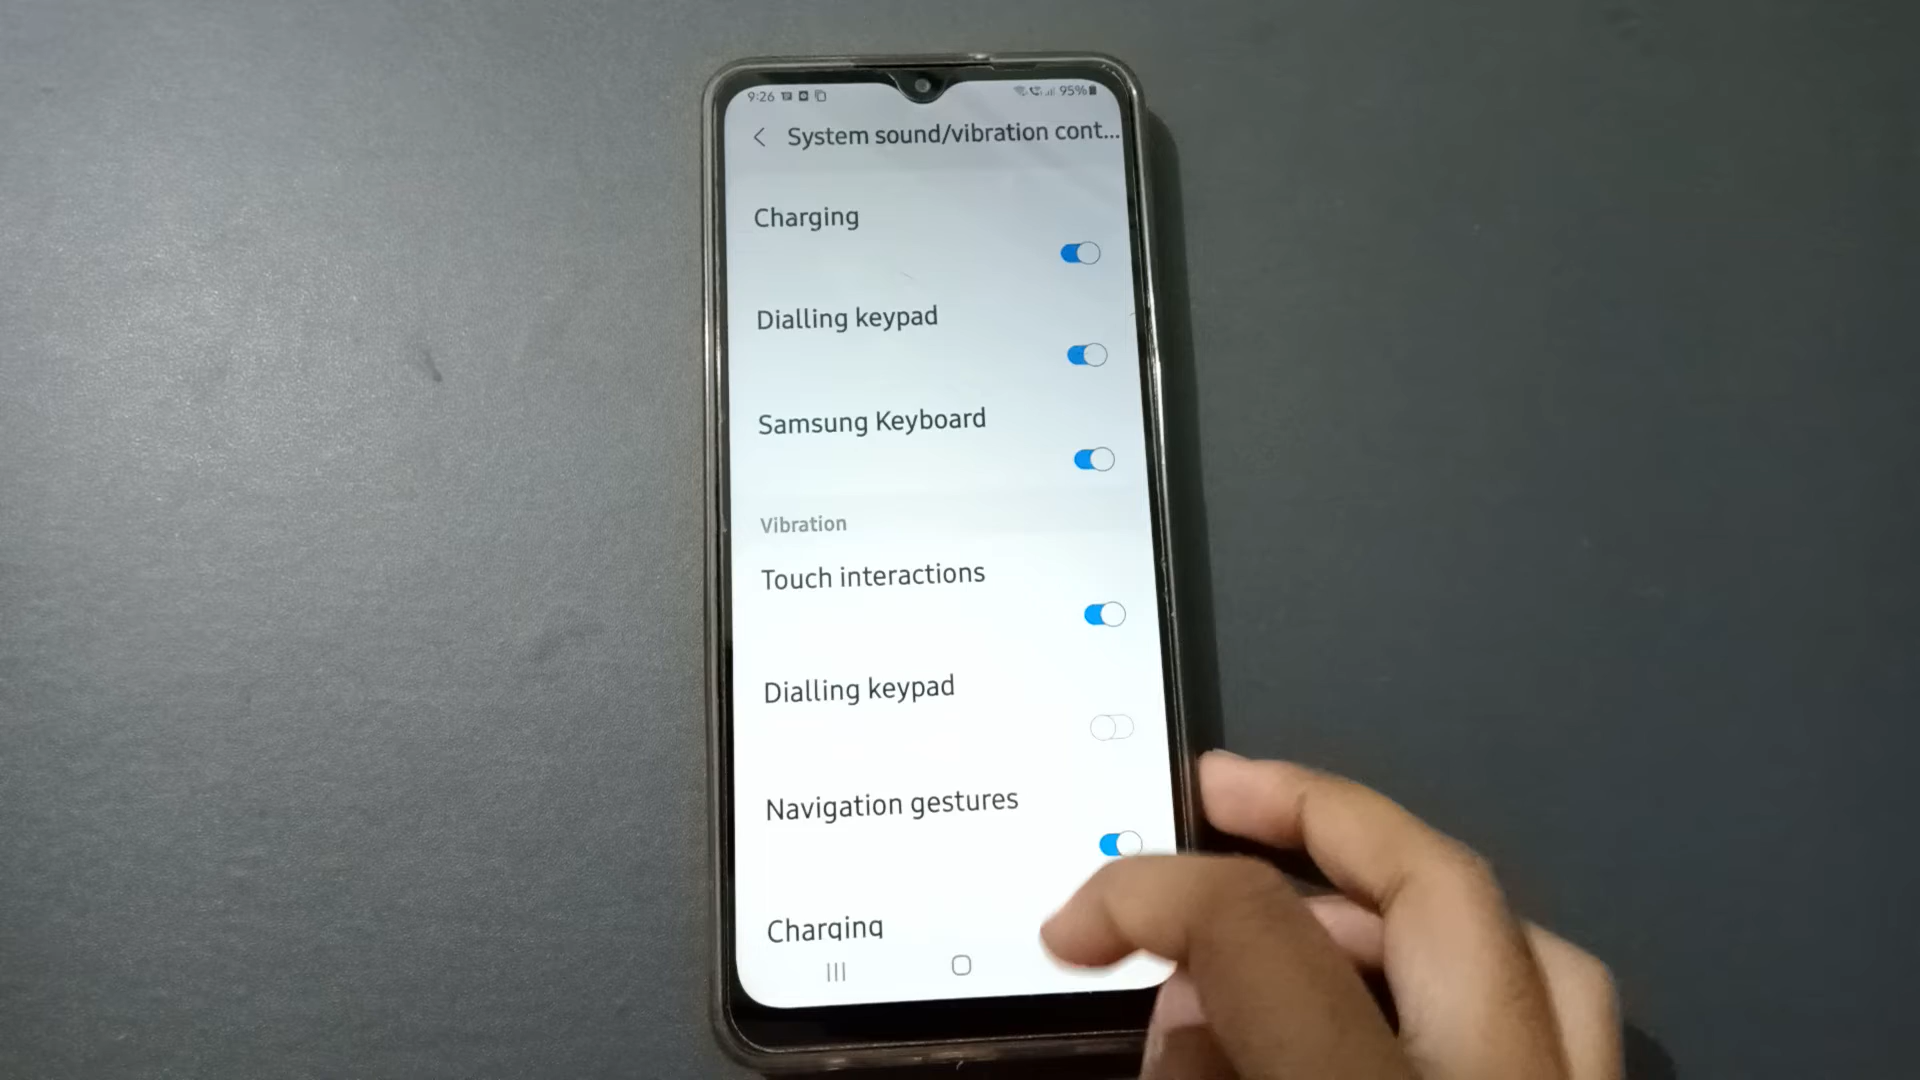 9:26 95%
System sound/vibration cont...
Charging
Dialling keypad
Samsung Keyboard
Vibration
Touch interactions
Dialling keypad
Navigation gestures
Charging